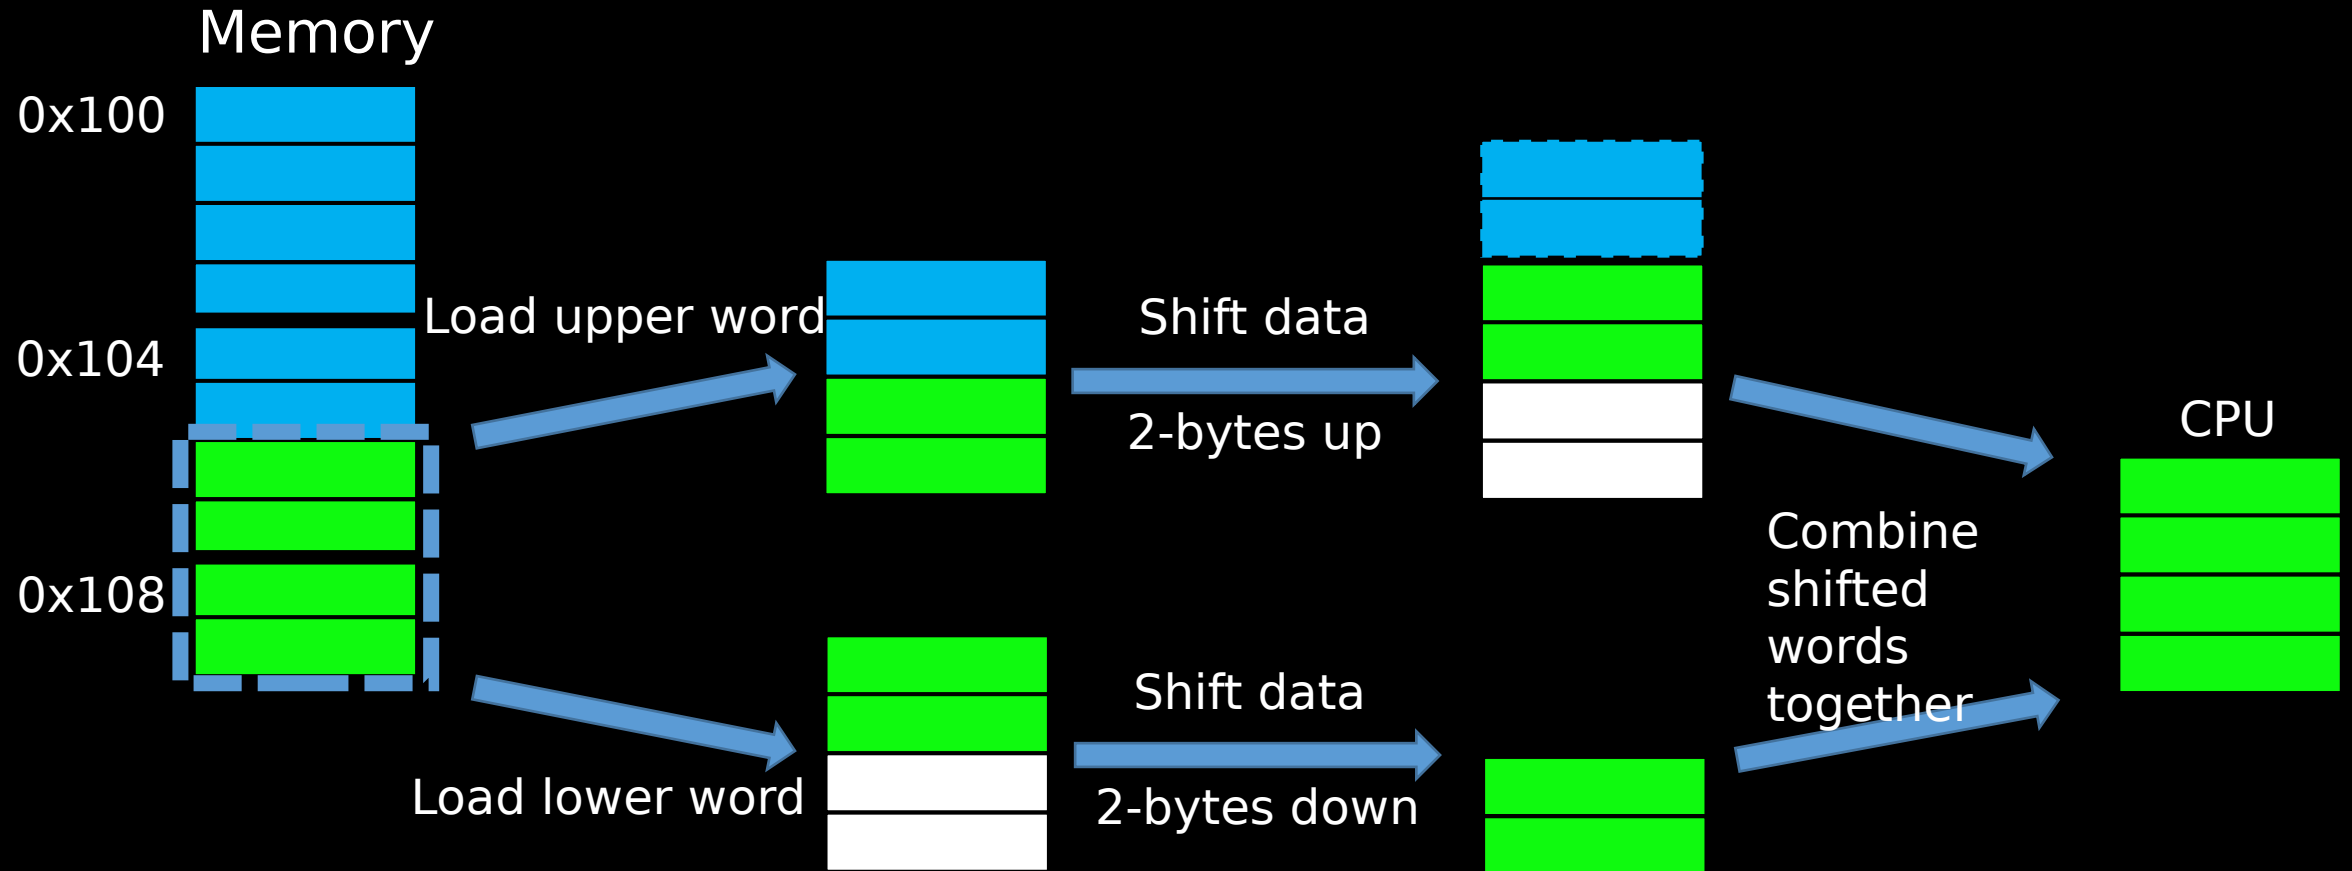 Memory
0x100
0x104
0x108
Load upper word
Load lower word
Shift data
2-bytes up
Shift data
2-bytes down
Combine
shifted
words
together
CPU